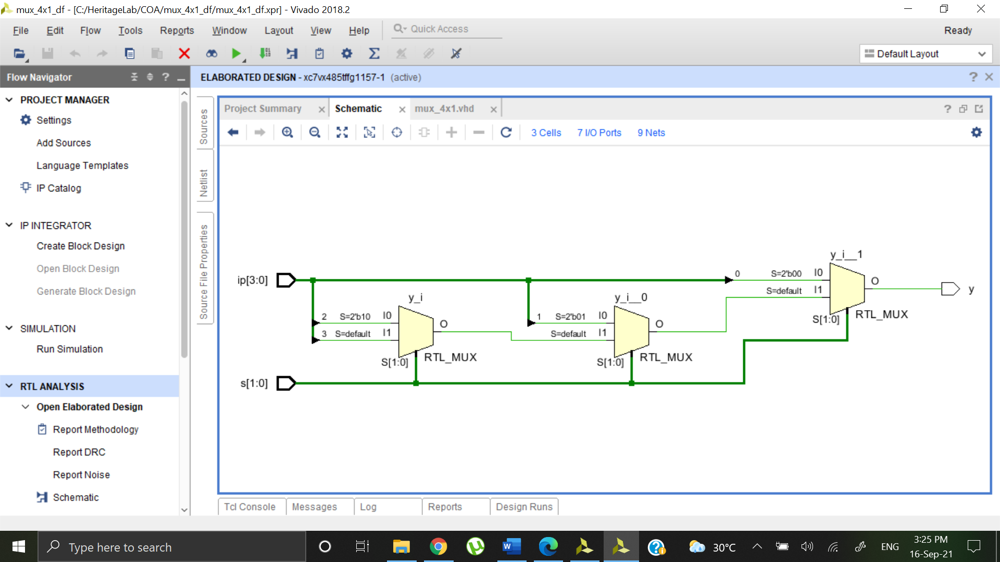 mux_4x1_df - [C:/HeritageLab/COA/mux_4x1_df/mux_4x1_df.xpr] - Vivado 2018.2
File Edit Flow Tools Reports Window Layout View Help Quick Access Ready
Default Layout
Flow Navigator
ELABORATED DESIGN - xc7vx485tffg1157-1 (active)
PROJECT MANAGER
Settings
Add Sources
Language Templates
IP Catalog
IP INTEGRATOR
Create Block Design
Open Block Design
Generate Block Design
SIMULATION
Run Simulation
RTL ANALYSIS
Open Elaborated Design
Report Methodology
Report DRC
Report Noise
Schematic
Sources
Netlist
Source File Properties
Project Summary Schematic mux_4x1.vhd
3 Cells 7 I/O Ports 9 Nets
y_i__1
ip[3:0] 0 S=2'b00 I0 O
S=default I1 y
y_i y_i__0
S[1:0] RTL_MUX
2 S=2'b10 I0 O 1 S=2'b01 I0 O
3 S=default I1 S=default I1
S[1:0] RTL_MUX S[1:0] RTL_MUX
s[1:0]
Tcl Console Messages Log Reports Design Runs
Type here to search
30°C ENG
3:25 PM
16-Sep-21